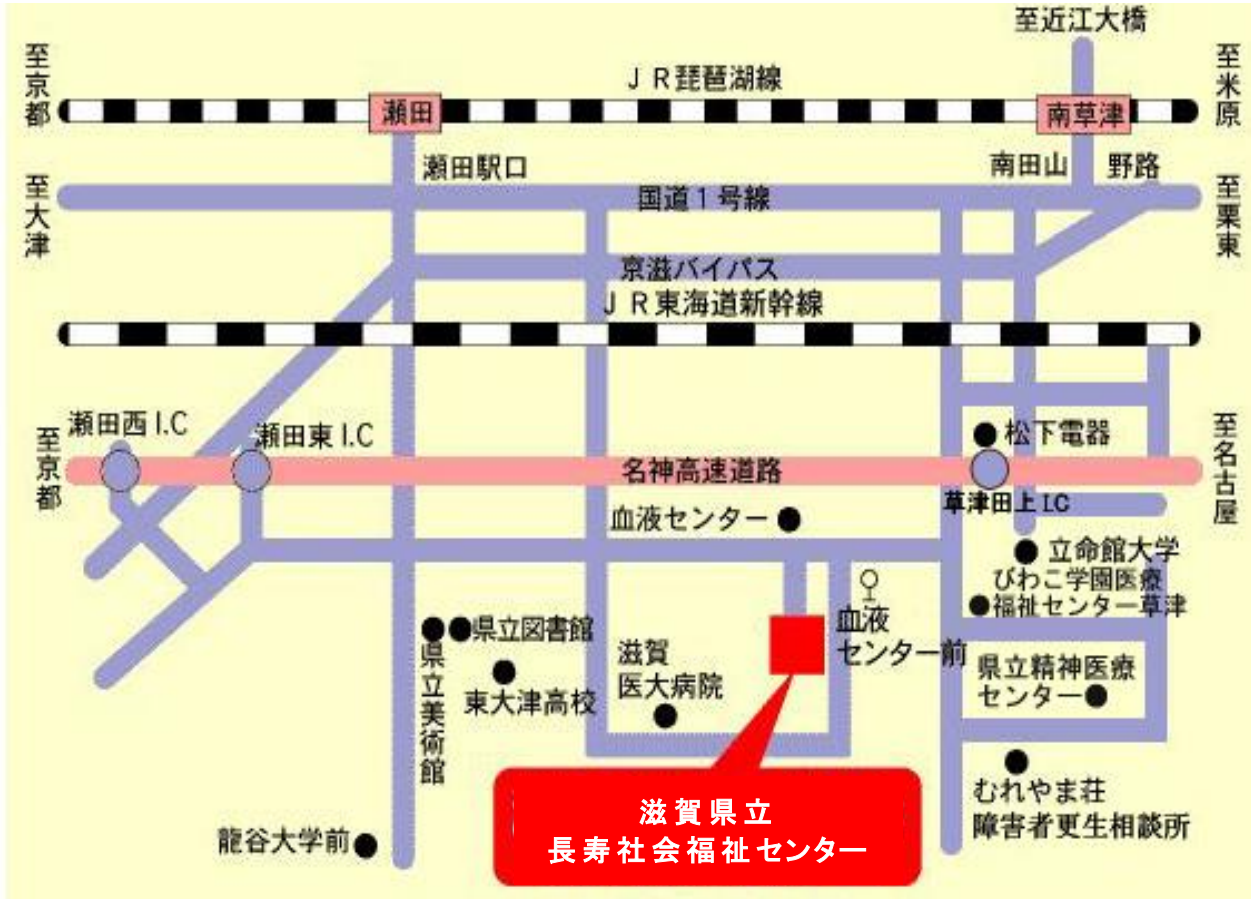 至近江大橋
至京都
ＪＲ琵琶湖線
至米原
瀬田
南草津
瀬田駅口
南田山
野路
至大津
国道１号線
至栗東
京滋バイパス
ＪＲ東海道新幹線
瀬田西I.C
瀬田東I.C
松下電器
至京都
名神高速道路
至名古屋
草津田上I.C
血液センター
立命館大学
びわこ学園医療
福祉センター草津
血液
センター前
県立図書館
県立美術館
東大津高校
滋賀
医大病院
県立精神医療
センター
むれやま荘
障害者更生相談所
龍谷大学前
滋賀県立
長寿社会福祉センター